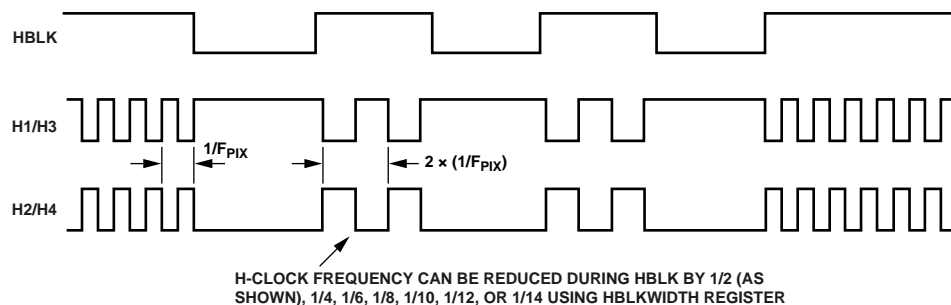 HBLK
H1/H3
1/FPIX
2 × (1/FPIX)
H2/H4
H-CLOCK FREQUENCY CAN BE REDUCED DURING HBLK BY 1/2 (AS
SHOWN), 1/4, 1/6, 1/8, 1/10, 1/12, OR 1/14 USING HBLKWIDTH REGISTER